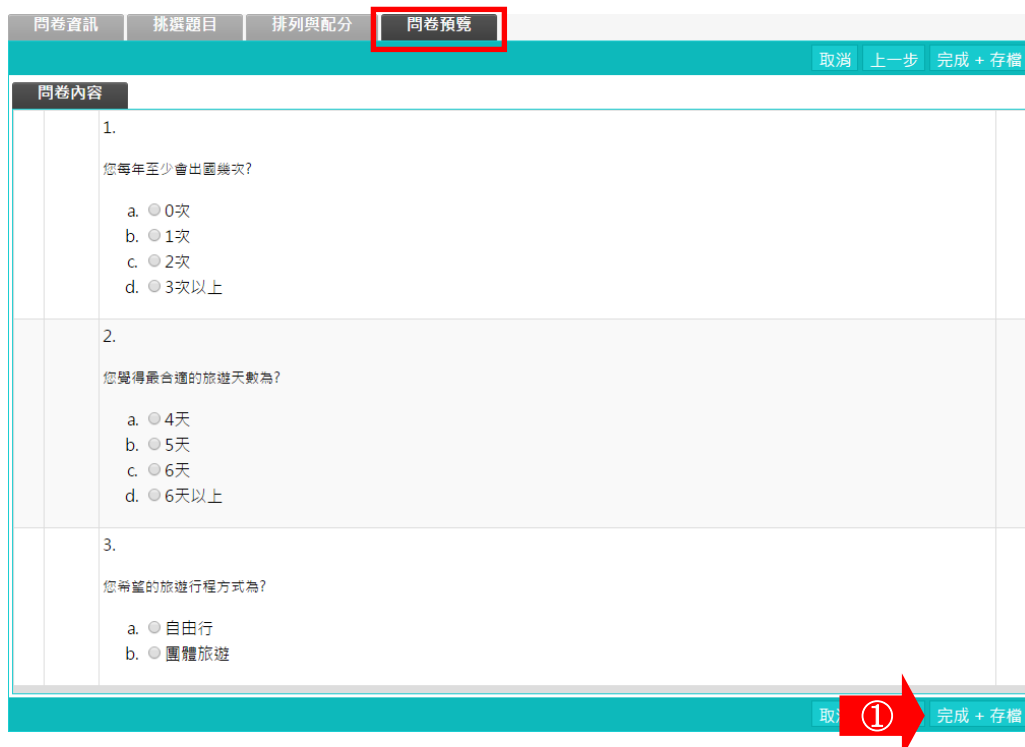 問卷資訊 挑選題目 排列與配分 問卷預覽
取消 上一步 完成 + 存檔
問卷內容
1.
您每年至少會出國幾次?
a. 0次
b. 1次
c. 2次
d. 3次以上
2.
您覺得最合適的旅遊天數為?
a. 4天
b. 5天
c. 6天
d. 6天以上
3.
您希望的旅遊行程方式為?
a. 自由行
b. 團體旅遊
取 ① 完成 + 存檔